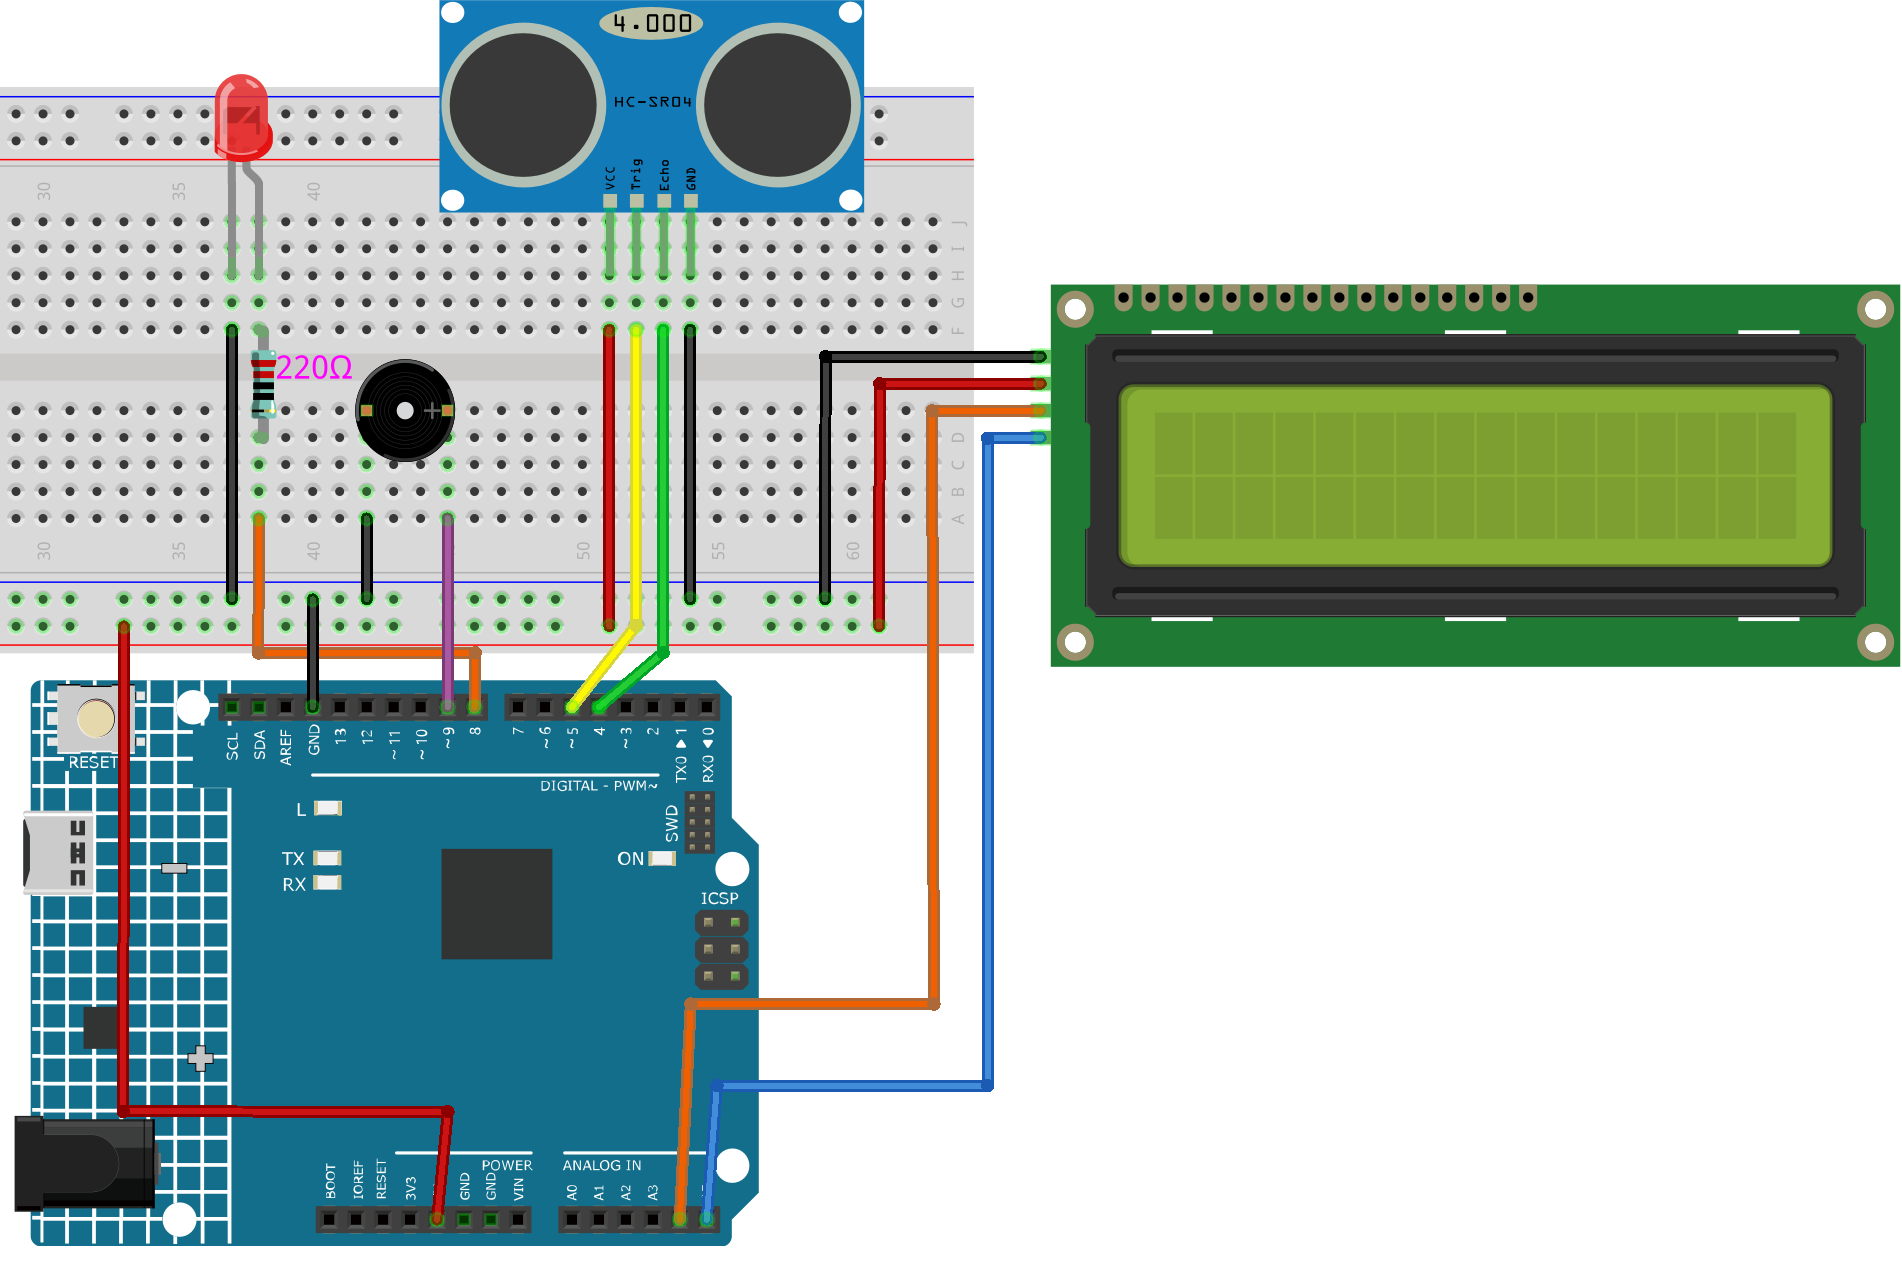 4.000
HC-SR04
VCC
Trig
Echo
GND
30
35
40
J
I
H
G
F
220Ω
D
C
B
A
30
35
40
50
55
60
SCL
SDA
AREF
GND
13
12
~11
~10
~9
8
7
~6
~5
4
~3
2
TX0 ▶ 1
RX0 ◀ 0
RESET
DIGITAL - PWM~
L
TX
RX
ON
SWD
ICSP
POWER
ANALOG IN
BOOT
IOREF
RESET
3V3
GND
GND
VIN
A0
A1
A2
A3